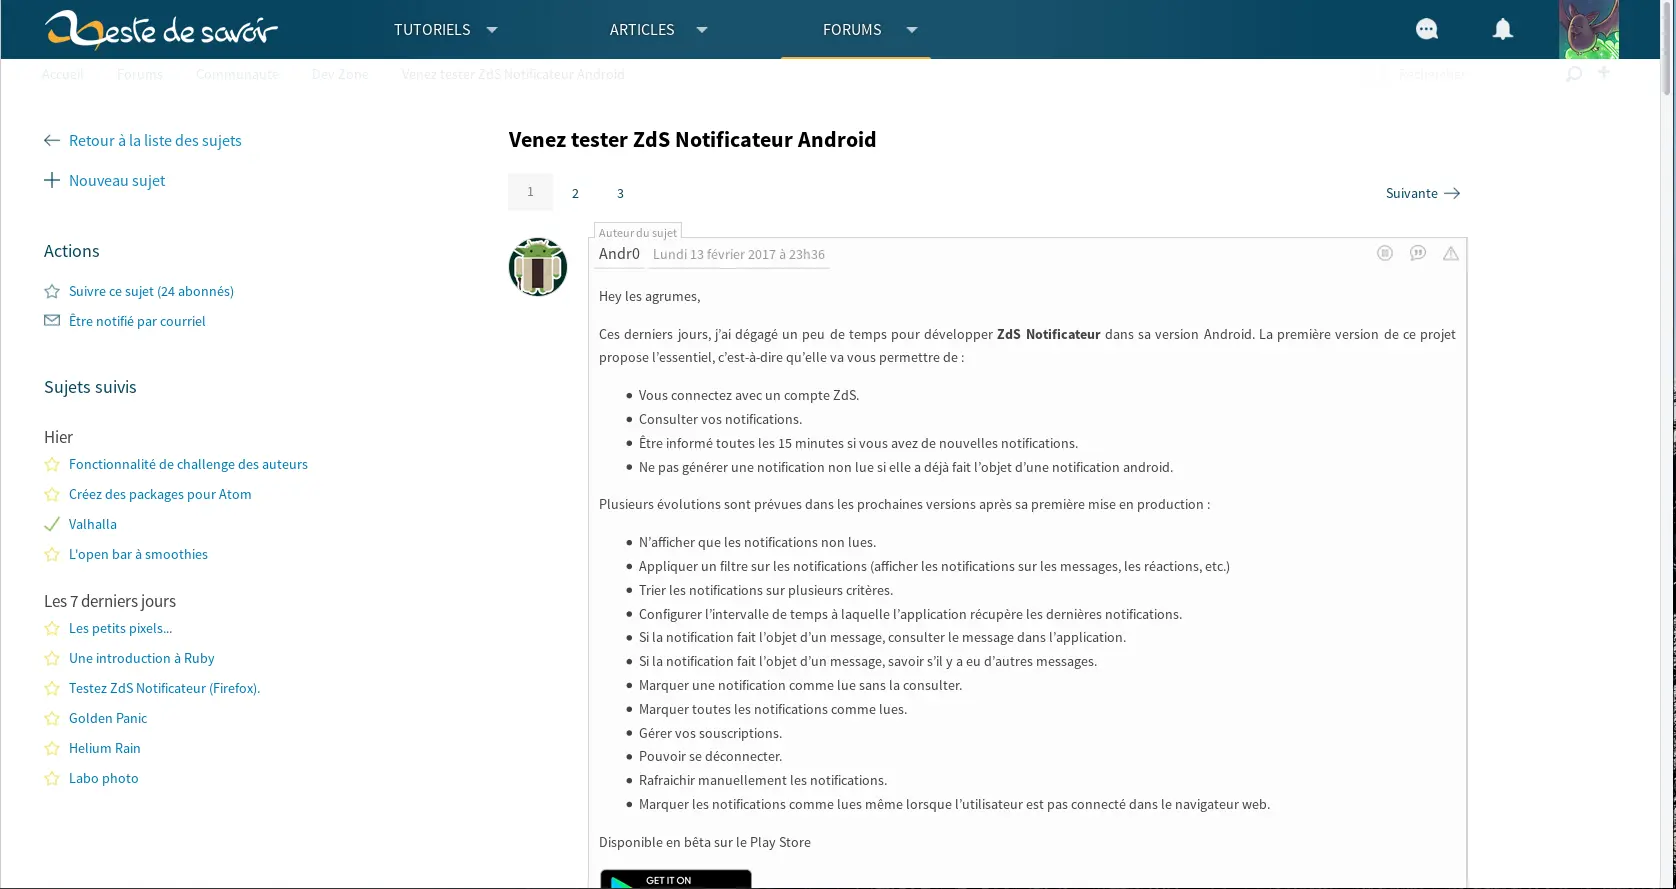 Zeste de savoir
TUTORIELS
ARTICLES
FORUMS
Accueil
Forums
Communauté
Dev Zone
Venez tester ZdS Notificateur Android
Rechercher
Retour à la liste des sujets
Nouveau sujet
Actions
Suivre ce sujet (24 abonnés)
Être notifié par courriel
Sujets suivis
Hier
Fonctionnalité de challenge des auteurs
Créez des packages pour Atom
Valhalla
L'open bar à smoothies
Les 7 derniers jours
Les petits pixels...
Une introduction à Ruby
Testez ZdS Notificateur (Firefox).
Golden Panic
Helium Rain
Labo photo
Venez tester ZdS Notificateur Android
1 2 3
Suivante
Auteur du sujet
Andr0 Lundi 13 février 2017 à 23h36
Hey les agrumes,
Ces derniers jours, j’ai dégagé un peu de temps pour développer ZdS Notificateur dans sa version Android. La première version de ce projet
propose l’essentiel, c’est-à-dire qu’elle va vous permettre de :
• Vous connectez avec un compte ZdS.
• Consulter vos notifications.
• Être informé toutes les 15 minutes si vous avez de nouvelles notifications.
• Ne pas générer une notification non lue si elle a déjà fait l’objet d’une notification android.
Plusieurs évolutions sont prévues dans les prochaines versions après sa première mise en production :
• N’afficher que les notifications non lues.
• Appliquer un filtre sur les notifications (afficher les notifications sur les messages, les réactions, etc.)
• Trier les notifications sur plusieurs critères.
• Configurer l’intervalle de temps à laquelle l’application récupère les dernières notifications.
• Si la notification fait l’objet d’un message, consulter le message dans l’application.
• Si la notification fait l’objet d’un message, savoir s’il y a eu d’autres messages.
• Marquer une notification comme lue sans la consulter.
• Marquer toutes les notifications comme lues.
• Gérer vos souscriptions.
• Pouvoir se déconnecter.
• Rafraichir manuellement les notifications.
• Marquer les notifications comme lues même lorsque l’utilisateur est pas connecté dans le navigateur web.
Disponible en bêta sur le Play Store
GET IT ON